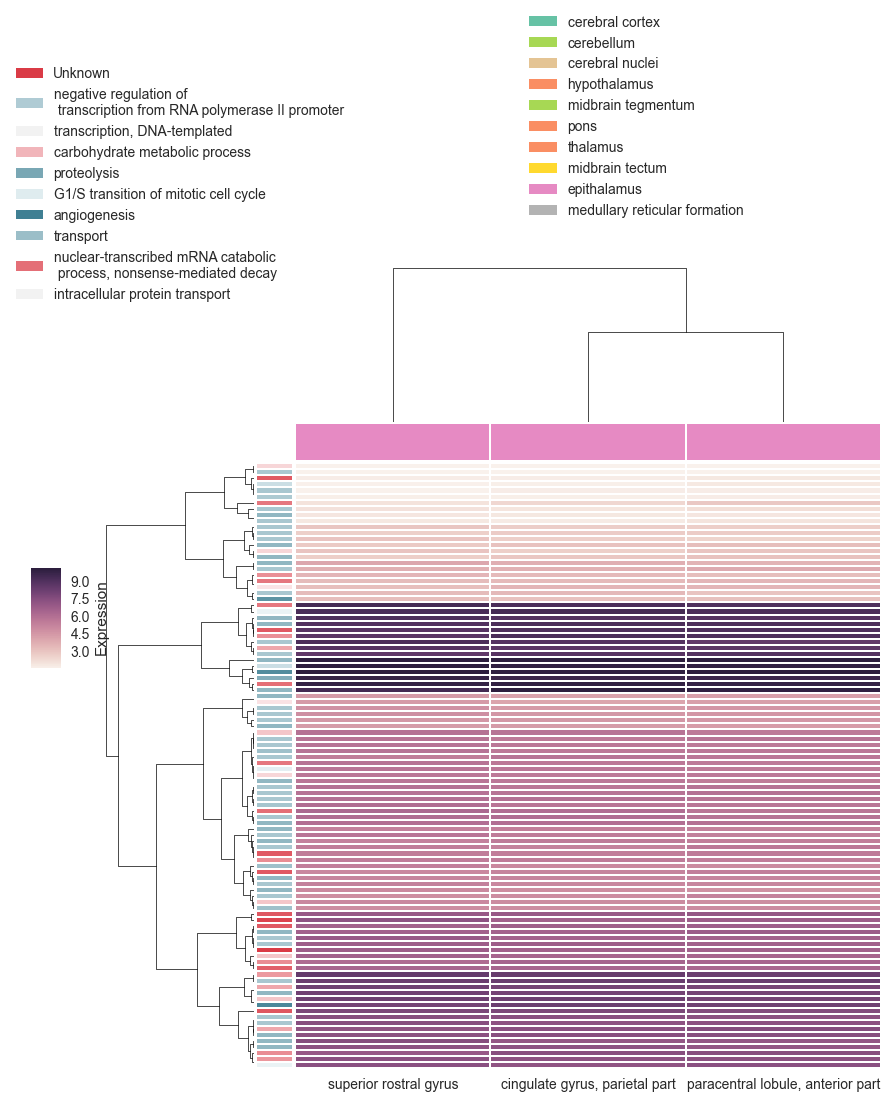 Unknown
negative regulation of
transcription from RNA polymerase II promoter
transcription, DNA-templated
carbohydrate metabolic process
proteolysis
G1/S transition of mitotic cell cycle
angiogenesis
transport
nuclear-transcribed mRNA catabolic
process, nonsense-mediated decay
intracellular protein transport
cerebral cortex
cerebellum
cerebral nuclei
hypothalamus
midbrain tegmentum
pons
thalamus
midbrain tectum
epithalamus
medullary reticular formation
9.0
7.5
6.0
4.5
3.0
Expression
superior rostral gyrus
cingulate gyrus, parietal part
paracentral lobule, anterior part